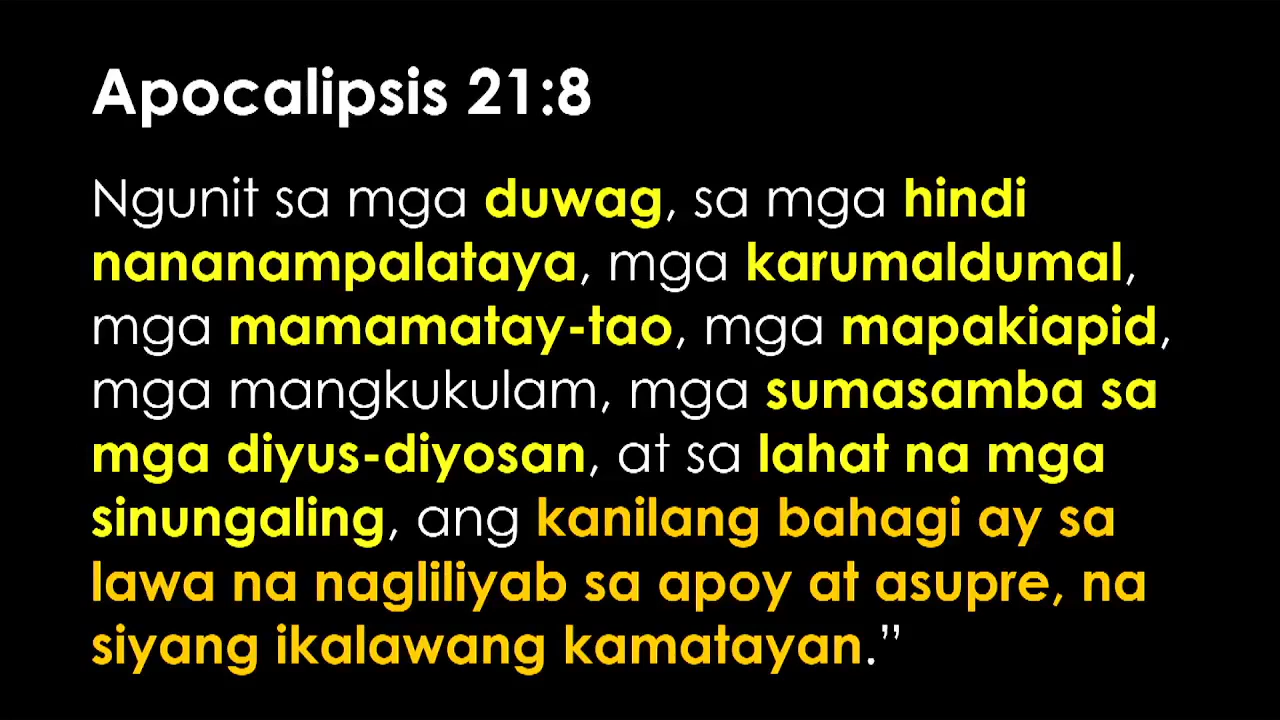 Apocalipsis 21:8
Ngunit sa mga duwag, sa mga hindi
nananampalataya, mga karumaldumal,
mga mamamatay-tao, mga mapakiapid,
mga mangkukulam, mga sumasamba sa
mga diyus-diyosan, at sa lahat na mga
sinungaling, ang kanilang bahagi ay sa
lawa na nagliliyab sa apoy at asupre, na
siyang ikalawang kamatayan.”